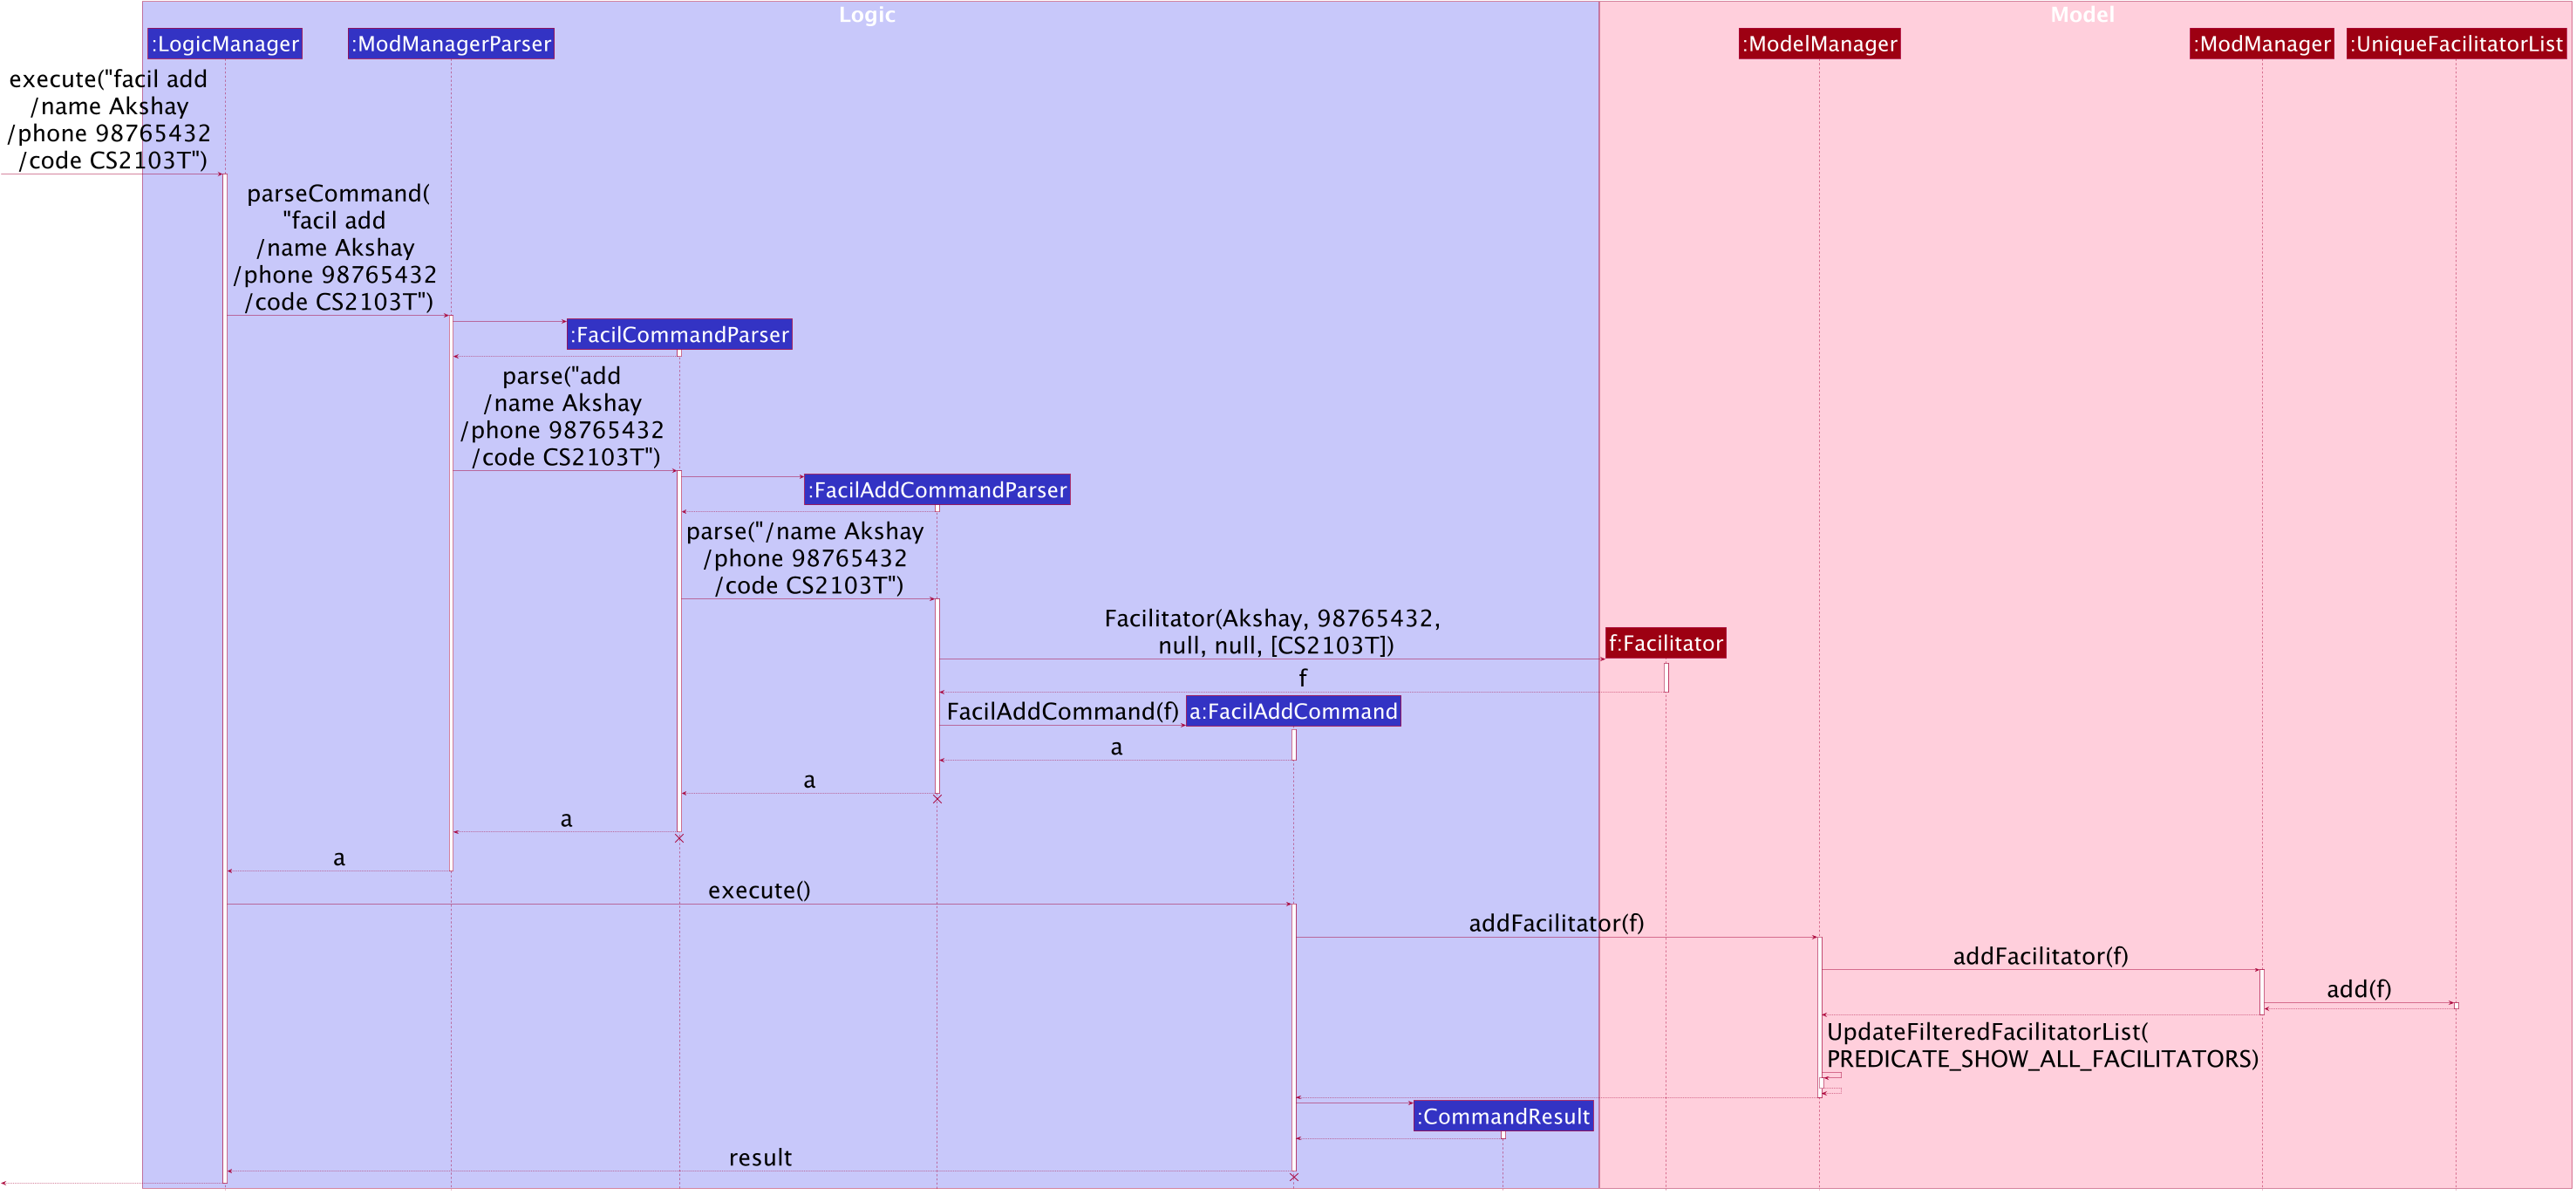 Logic
Model
:LogicManager
:ModManagerParser
:ModelManager
:ModManager
:UniqueFacilitatorList
execute("facil add
/name Akshay
/phone 98765432
/code CS2103T")
parseCommand(
"facil add
/name Akshay
/phone 98765432
/code CS2103T")
:FacilCommandParser
parse("add
/name Akshay
/phone 98765432
/code CS2103T")
:FacilAddCommandParser
parse("/name Akshay
/phone 98765432
/code CS2103T")
Facilitator(Akshay, 98765432,
null, null, [CS2103T])
f:Facilitator
f
FacilAddCommand(f)
a:FacilAddCommand
a
a
a
a
execute()
addFacilitator(f)
addFacilitator(f)
add(f)
UpdateFilteredFacilitatorList(
PREDICATE_SHOW_ALL_FACILITATORS)
:CommandResult
result